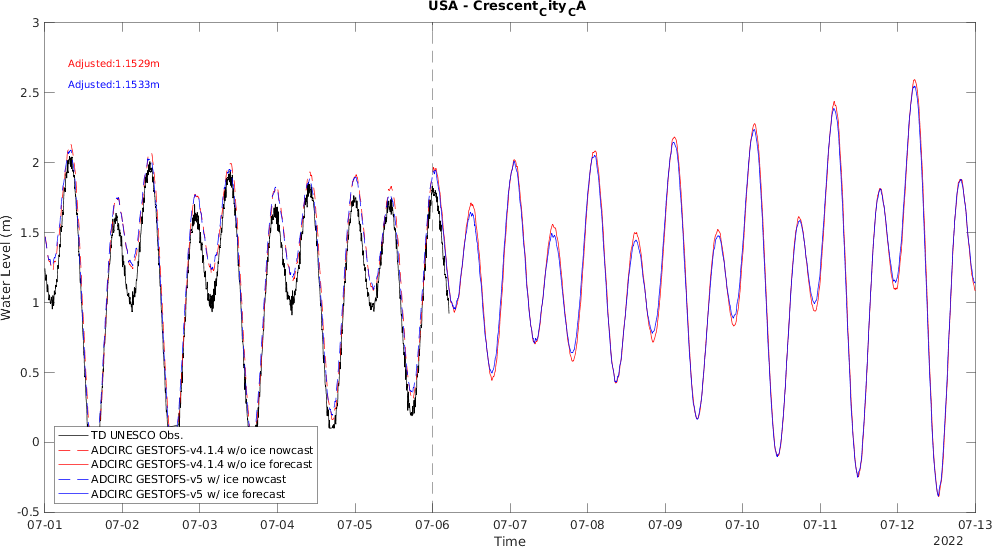 USA - CrescentCityCA
Adjusted:1.1529m
Adjusted:1.1533m
Water Level (m)
3
2.5
2
1.5
1
0.5
0
-0.5
TD UNESCO Obs.
ADCIRC GESTOFS-v4.1.4 w/o ice nowcast
ADCIRC GESTOFS-v4.1.4 w/o ice forecast
ADCIRC GESTOFS-v5 w/ ice nowcast
ADCIRC GESTOFS-v5 w/ ice forecast
07-01 07-02 07-03 07-04 07-05 07-06 07-07 07-08 07-09 07-10 07-11 07-12 07-13
Time
2022